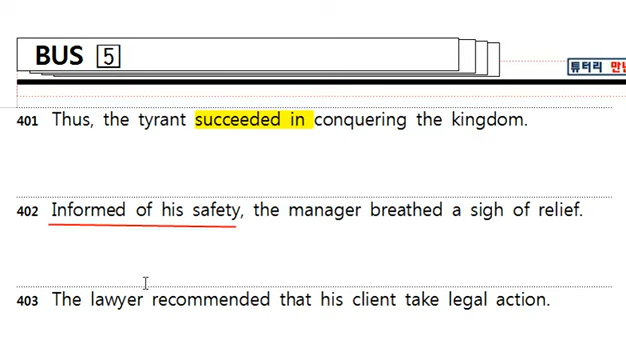 BUS 5
튜터리 만
401 Thus, the tyrant succeeded in conquering the kingdom.
402 Informed of his safety, the manager breathed a sigh of relief.
403 The lawyer recommended that his client take legal action.